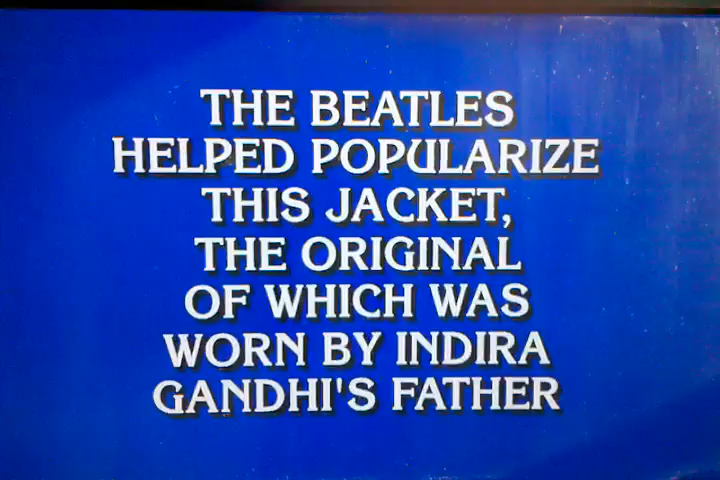 THE BEATLES
HELPED POPULARIZE
THIS JACKET,
THE ORIGINAL
OF WHICH WAS
WORN BY INDIRA
GANDHI'S FATHER